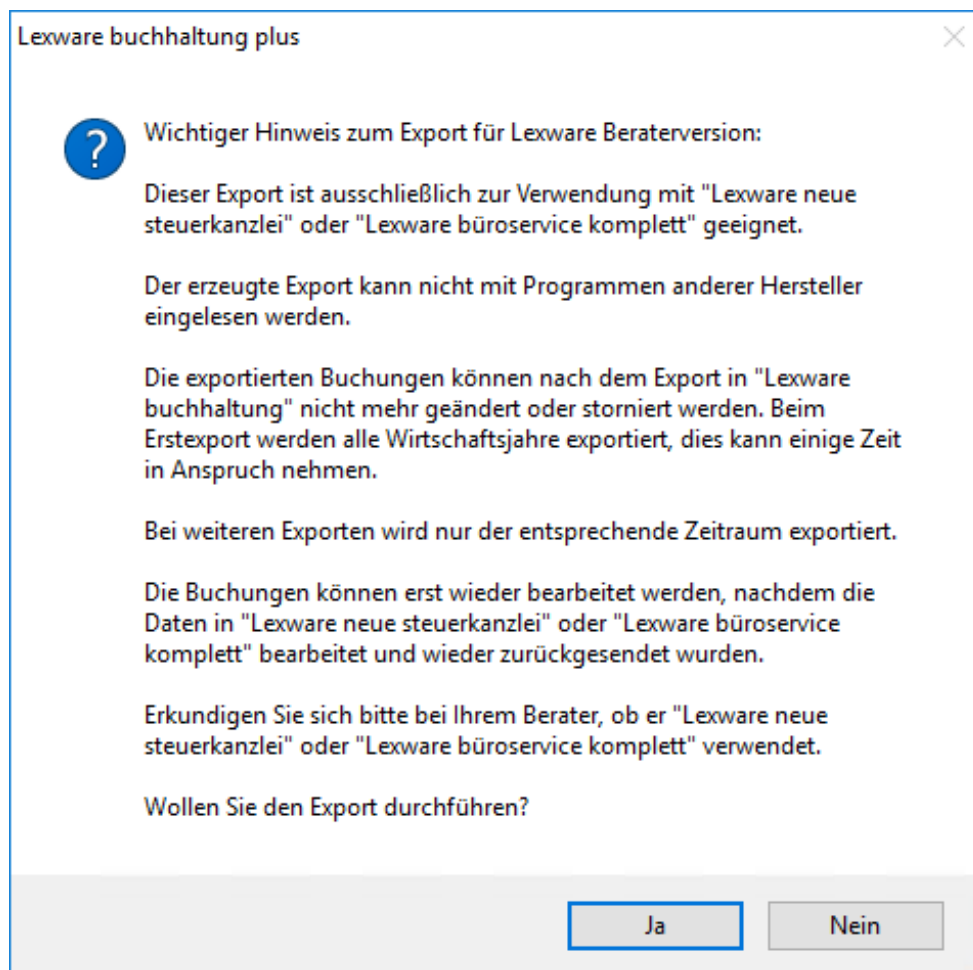 Lexware buchhaltung plus
?
Wichtiger Hinweis zum Export für Lexware Beraterversion:
Dieser Export ist ausschließlich zur Verwendung mit "Lexware neue
steuerkanzlei" oder "Lexware büroservice komplett" geeignet.
Der erzeugte Export kann nicht mit Programmen anderer Hersteller
eingelesen werden.
Die exportierten Buchungen können nach dem Export in "Lexware
buchhaltung" nicht mehr geändert oder storniert werden. Beim
Erstexport werden alle Wirtschaftsjahre exportiert, dies kann einige Zeit
in Anspruch nehmen.
Bei weiteren Exporten wird nur der entsprechende Zeitraum exportiert.
Die Buchungen können erst wieder bearbeitet werden, nachdem die
Daten in "Lexware neue steuerkanzlei" oder "Lexware büroservice
komplett" bearbeitet und wieder zurückgesendet wurden.
Erkundigen Sie sich bitte bei Ihrem Berater, ob er "Lexware neue
steuerkanzlei" oder "Lexware büroservice komplett" verwendet.
Wollen Sie den Export durchführen?
Ja
Nein